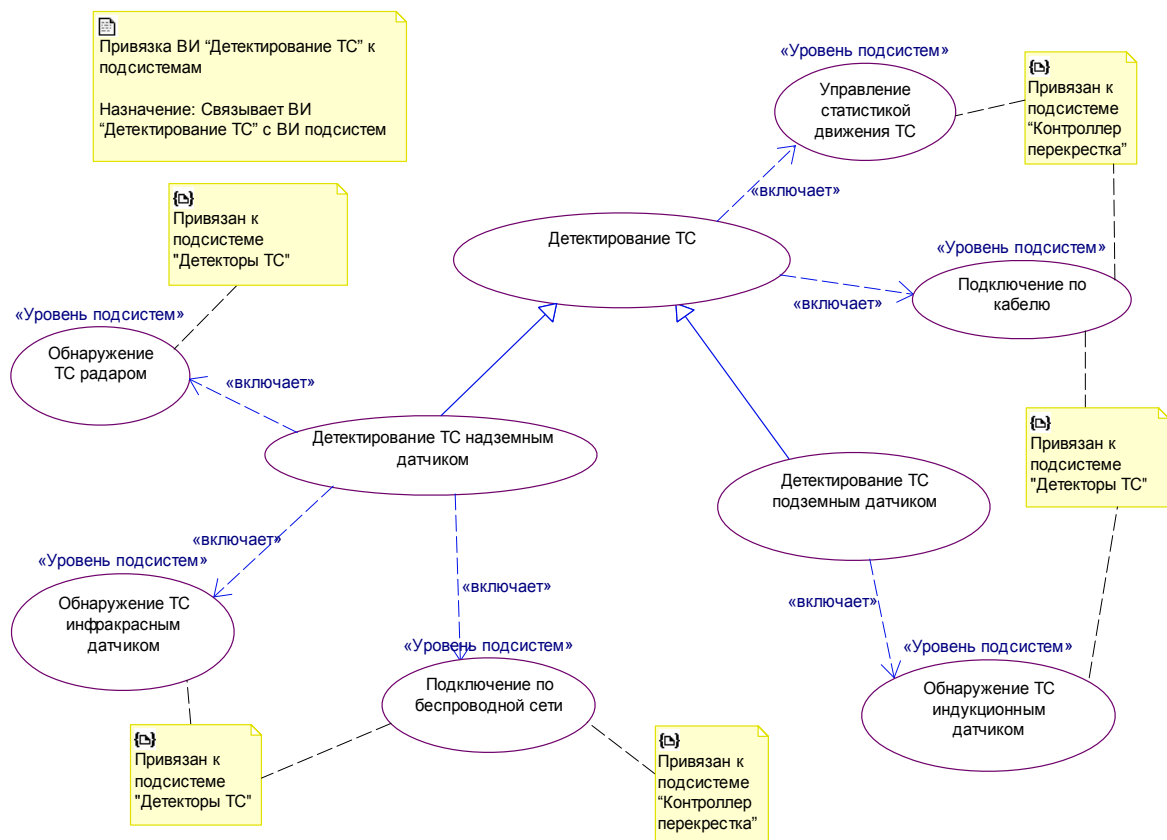 Привязка ВИ “Детектирование ТС” к
подсистемам
Назначение: Связывает ВИ
“Детектирование ТС” с ВИ подсистем
«Уровень подсистем»
Управление
статистикой
движения ТС
{} 
Привязан к
подсистеме
“Контроллер
перекрестка”
«включает»
{}
Привязан к
подсистеме
"Детекторы ТС"
Детектирование ТС
«Уровень подсистем»
Подключение по
кабелю
«включает»
«Уровень подсистем»
Обнаружение
ТС радаром
«включает»
Детектирование ТС надземным
датчиком
{}
Привязан к
подсистеме
"Детекторы ТС"
Детектирование ТС
подземным датчиком
«включает»
«Уровень подсистем»
Обнаружение ТС
инфракрасным
датчиком
«включает»
«включает»
«Уровень подсистем»
Подключение по
беспроводной сети
«Уровень подсистем»
Обнаружение ТС
индукционным
датчиком
{}
Привязан к
подсистеме
"Детекторы ТС"
{}
Привязан к
подсистеме
“Контроллер
перекрестка”